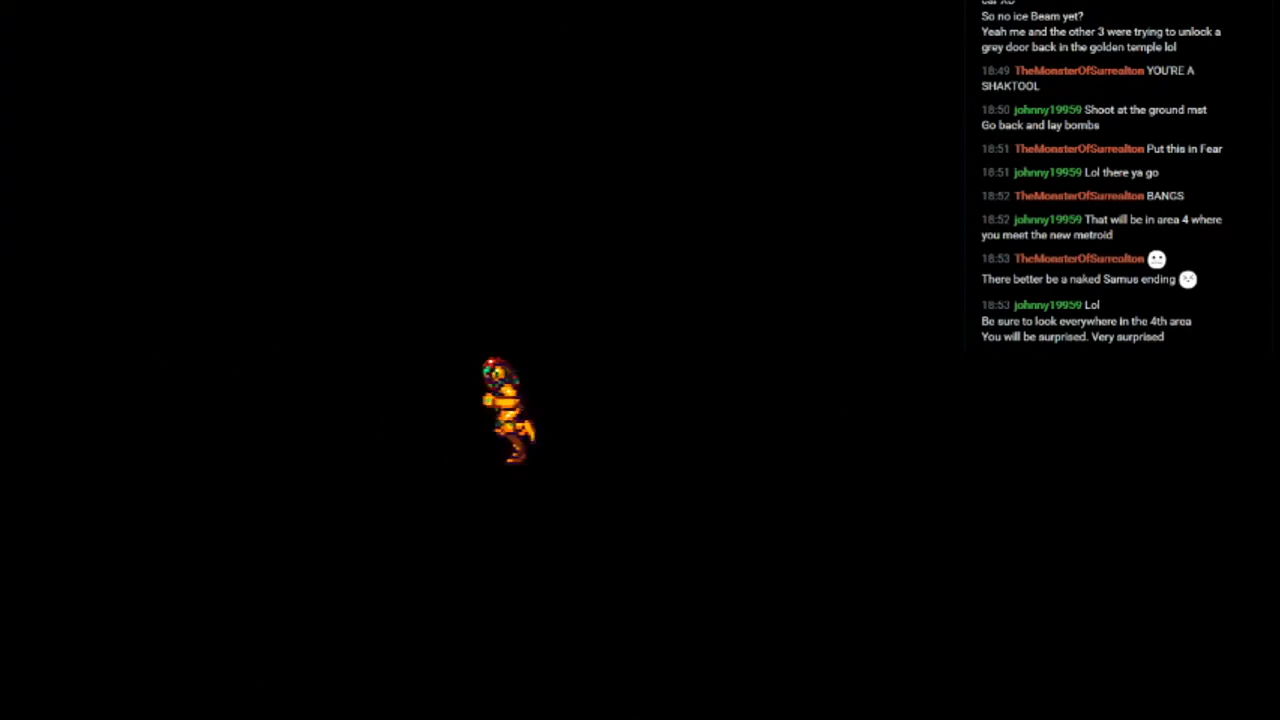 So no ice Beam yet?
Yeah me and the other 3 were trying to unlock a
grey door back in the golden temple lol
18:49 TheMonsterOfSurrealton YOU'RE A
SHAKTOOL
18:50 johnny19959 Shoot at the ground mst
Go back and lay bombs
18:51 TheMonsterOfSurrealton Put this in Fear
18:51 johnny19959 Lol there ya go
18:52 TheMonsterOfSurrealton BANGS
18:52 johnny19959 That will be in area 4 where
you meet the new metroid
18:53 TheMonsterOfSurrealton
There better be a naked Samus ending
18:53 johnny19959 Lol
Be sure to look everywhere in the 4th area
You will be surprised. Very surprised